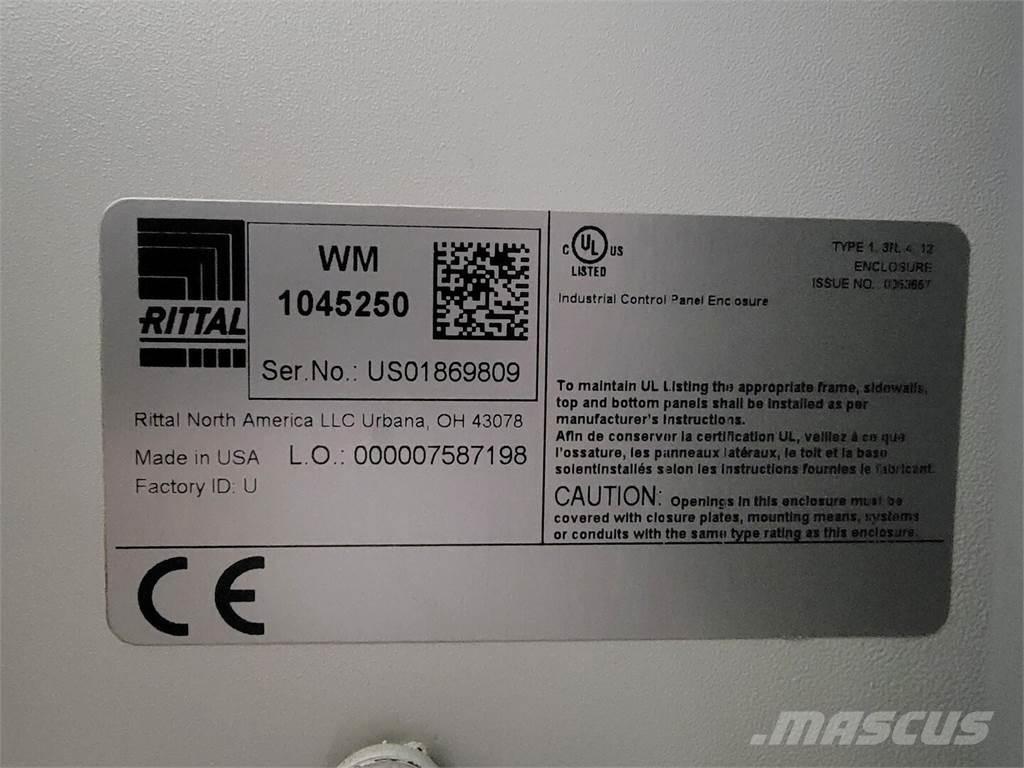 RITTAL
WM
1045250
Ser.No.: US01869809
Rittal North America LLC Urbana, OH 43078
Made in USA L.O.: 000007587198
Factory ID: U
C UL US
LISTED
Industrial Control Panel Enclosure
TYPE 1, 3R, 4, 12
ENCLOSURE
ISSUE NO.:
To maintain UL Listing the appropriate frame, sidewalls,
top and bottom panels shall be installed as per
manufacturer's instructions.
Afin de conserver la certification UL, veillez à ce que
l'ossature, les panneaux latéraux, le toit et la base
soientinstallés selon les instructions fournies le fabricant.
CAUTION: Openings in this enclosure must be
covered with closure plates, mounting means, systems
or conduits with the same type rating as this enclosure.
CE
MASCUS